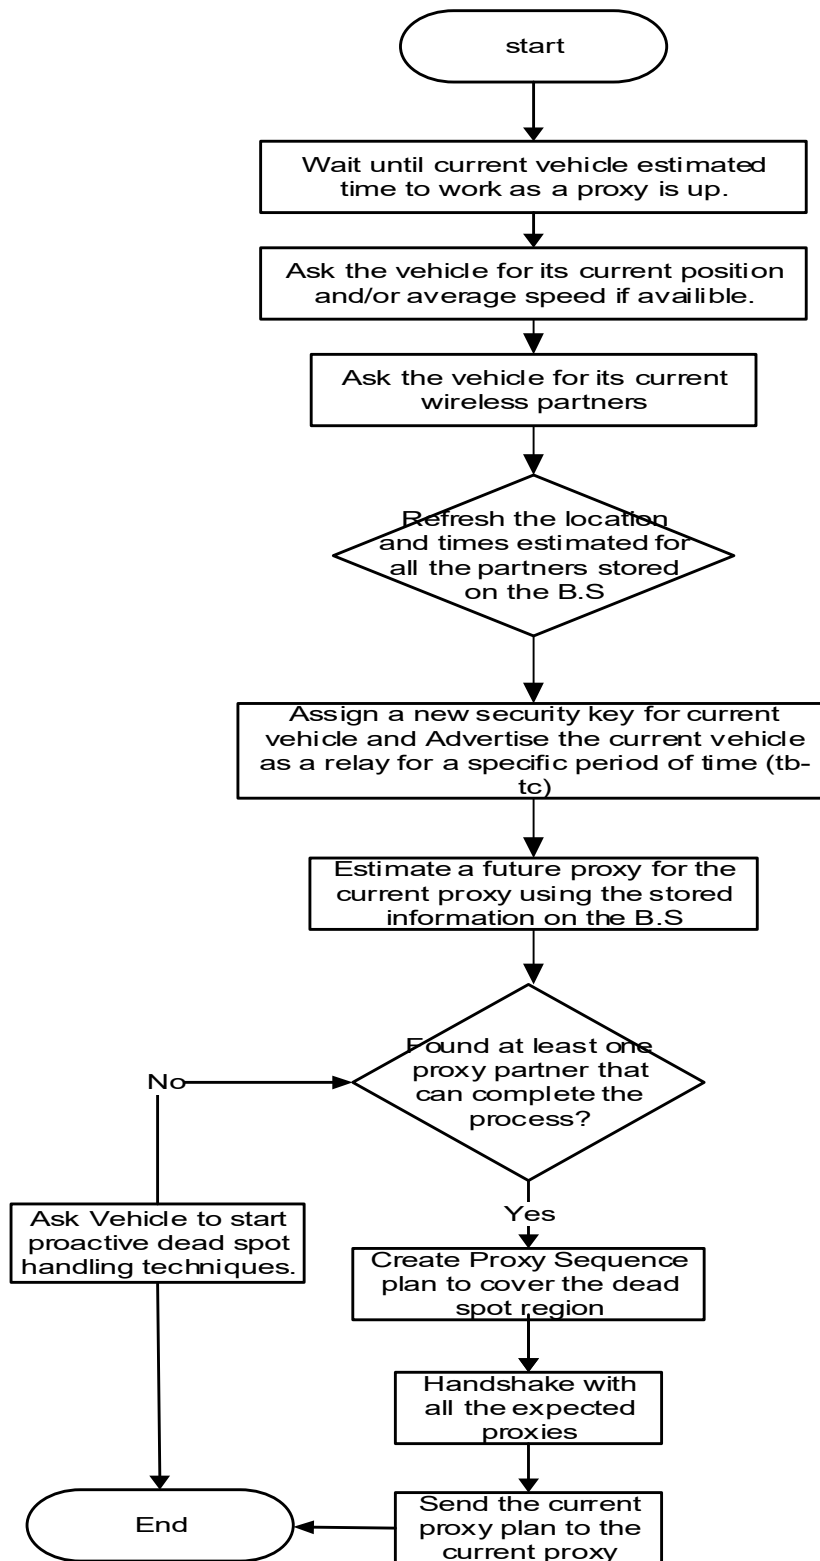 start
Wait until current vehicle estimated
time to work as a proxy is up.
Ask the vehicle for its current position
and/or average speed if availible.
Ask the vehicle for its current
wireless partners
Refresh the location
and times estimated for
all the partners stored
on the B.S
Assign a new security key for current
vehicle and Advertise the current vehicle
as a relay for a specific period of time (tb-
tc)
Estimate a future proxy for the
current proxy using the stored
information on the B.S
Found at least one
proxy partner that
can complete the
process?
No
Yes
Ask Vehicle to start
proactive dead spot
handling techniques.
Create Proxy Sequence
plan to cover the dead
spot region
Handshake with
all the expected
proxies
Send the current
proxy plan to the
current proxy
End